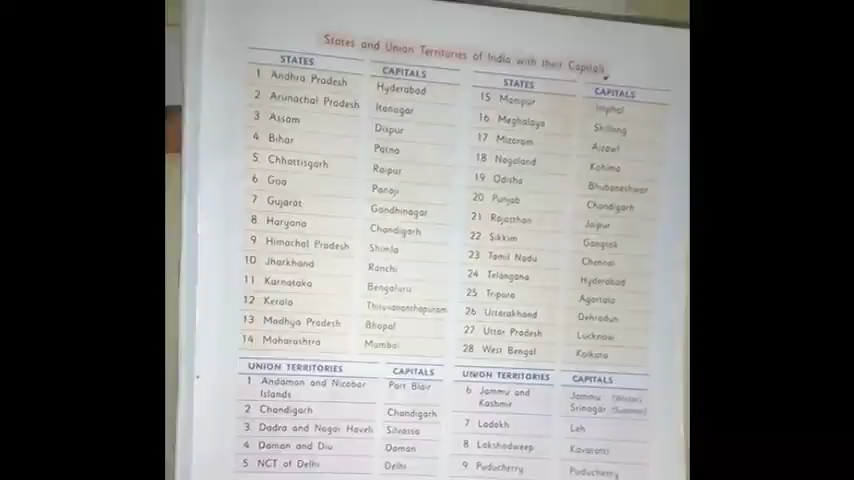 States and Union Territories of India with their Capitals
STATES CAPITALS
1 Andhra Pradesh Hyderabad
2 Arunachal Pradesh Itanagar
3 Assam Dispur
4 Bihar Patna
5 Chhattisgarh Raipur
6 Goa Panaji
7 Gujarat Gandhinagar
8 Haryana Chandigarh
9 Himachal Pradesh Shimla
10 Jharkhand Ranchi
11 Karnataka Bengaluru
12 Kerala Thiruvananthapuram
13 Madhya Pradesh Bhopal
14 Maharashtra Mumbai
STATES CAPITALS
15 Manipur Imphal
16 Meghalaya Shillong
17 Mizoram Aizawl
18 Nagaland Kohima
19 Odisha Bhubaneshwar
20 Punjab Chandigarh
21 Rajasthan Jaipur
22 Sikkim Gangtok
23 Tamil Nadu Chennai
24 Telangana Hyderabad
25 Tripura Agartala
26 Uttarakhand Dehradun
27 Uttar Pradesh Lucknow
28 West Bengal Kolkata
UNION TERRITORIES CAPITALS
1 Andaman and Nicobar Port Blair
Islands
2 Chandigarh Chandigarh
3 Dadra and Nagar Haveli Silvassa
4 Daman and Diu Daman
5 NCT of Delhi Delhi
UNION TERRITORIES CAPITALS
6 Jammu and Jammu (Winter)
Kashmir Srinagar (Summer)
7 Ladakh Leh
8 Lakshadweep Kavaratti
9 Puducherry Puducherry